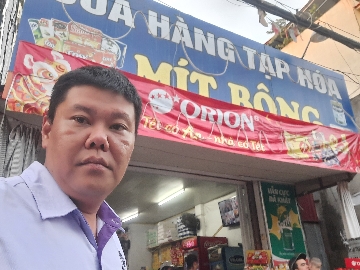 CỬA HÀNG TẠP HÓA
MÍT BÔNG
ORION
Tết có An - nhà có Tết